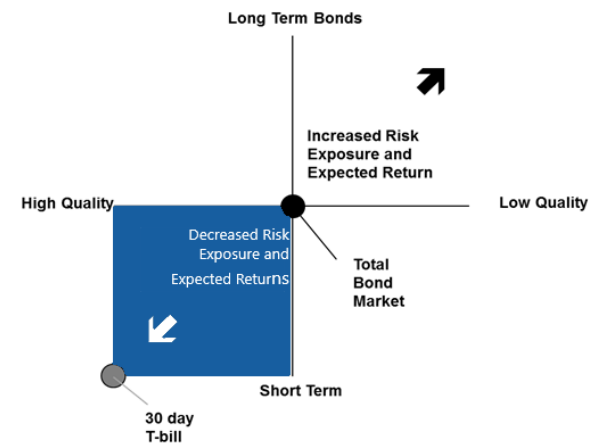 Long Term Bonds
Increased Risk
Exposure and
Expected Return
High Quality
Low Quality
Decreased Risk
Exposure and
Expected Returns
Total
Bond
Market
Short Term
30 day
T-bill